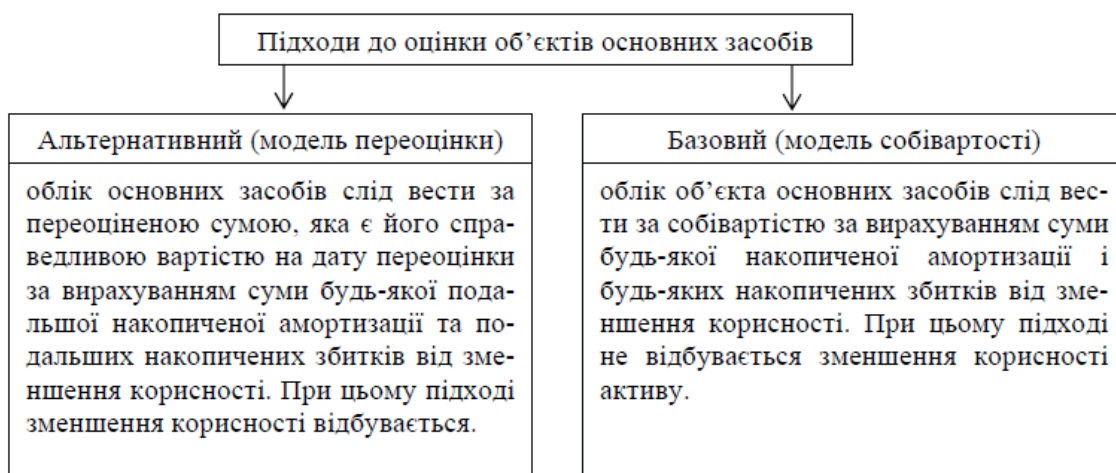 Підходи до оцінки об’єктів основних засобів
Альтернативний (модель переоцінки)
облік основних засобів слід вести за
переоціненою сумою, яка є його спра-
ведливою вартістю на дату переоцінки
за вирахуванням суми будь-якої пода-
льшої накопиченої амортизації та по-
дальших накопичених збитків від зме-
ншення корисності. При цьому підході
зменшення корисності відбувається.
Базовий (модель собівартості)
облік об’єкта основних засобів слід вес-
ти за собівартістю за вирахуванням суми
будь-якої накопиченої амортизації і
будь-яких накопичених збитків від зме-
ншення корисності. При цьому підході
не відбувається зменшення корисності
активу.